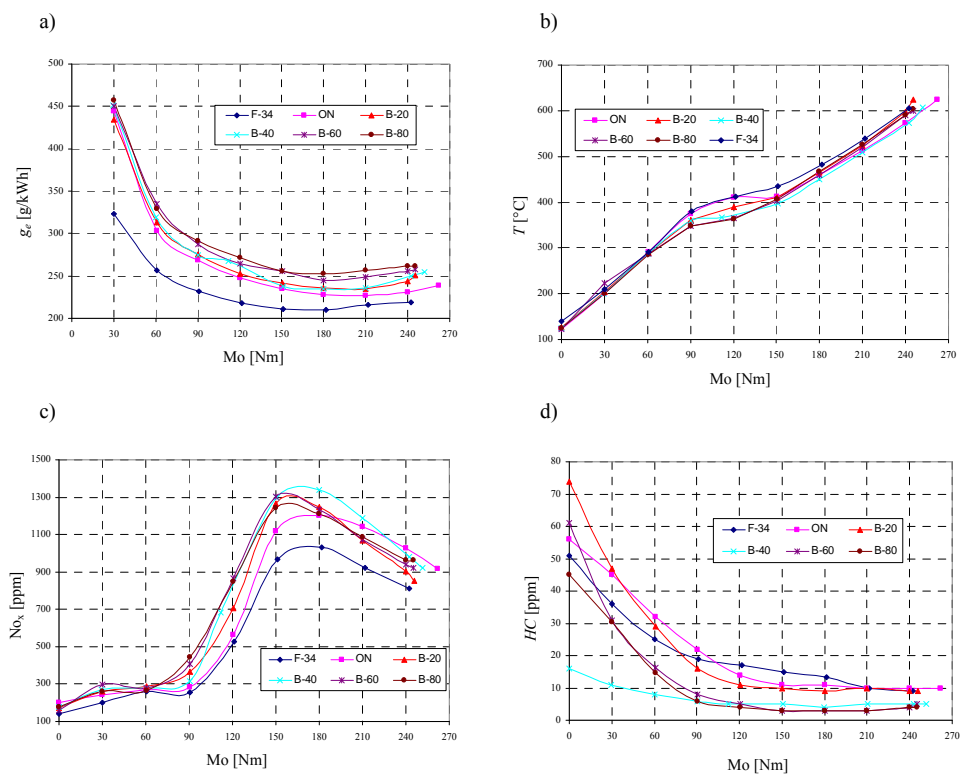 a)
500
450
400
350
300
250
200
gₑ [g/kWh]
F-34 ON B-20
B-40 B-60 B-80
0 30 60 90 120 150 180 210 240 270
Mo [Nm]
b)
700
600
500
400
300
200
100
T [°C]
ON B-20 B-40
B-60 B-80 F-34
0 30 60 90 120 150 180 210 240 270
Mo [Nm]
c)
1500
1300
1100
900
700
500
300
100
Noₓ [ppm]
F-34 ON B-20
B-40 B-60 B-80
0 30 60 90 120 150 180 210 240 270
Mo [Nm]
d)
80
70
60
50
40
30
20
10
0
HC [ppm]
F-34 ON B-20
B-40 B-60 B-80
0 30 60 90 120 150 180 210 240 270
Mo [Nm]